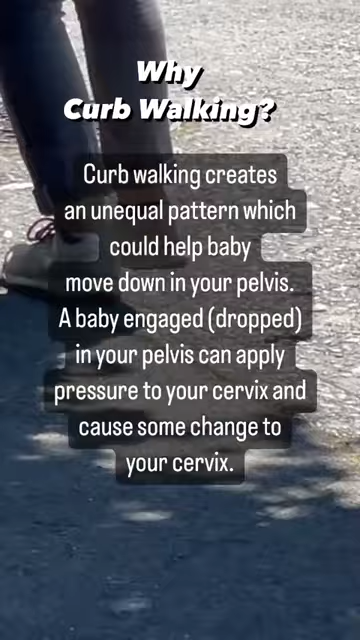 Why
Curb Walking?
Curb walking creates
an unequal pattern which
could help baby
move down in your pelvis.
A baby engaged (dropped)
in your pelvis can apply
pressure to your cervix and
cause some change to
your cervix.